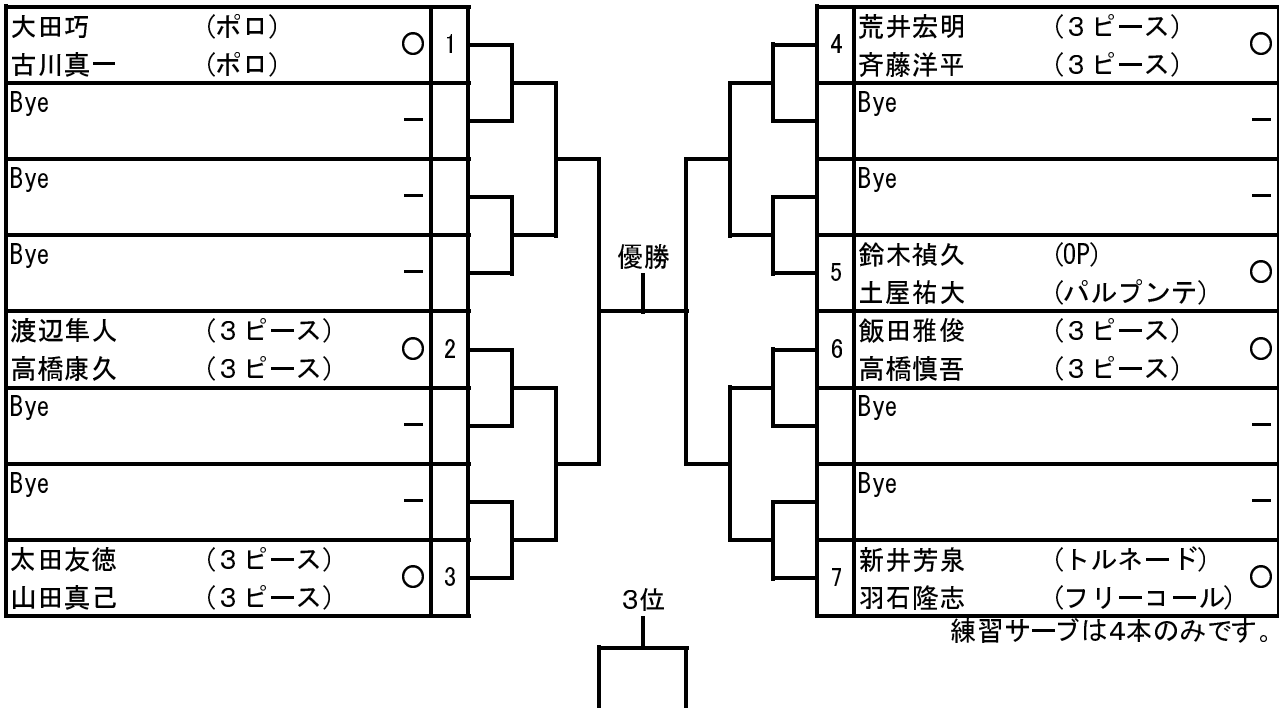 大田巧 (ポロ) ○ 1
古川真一 (ポロ)
Bye －
Bye －
Bye －
渡辺隼人 (３ピース) ○ 2
高橋康久 (３ピース)
Bye －
Bye －
太田友徳 (３ピース) ○ 3
山田真己 (３ピース)
優勝
3位
4 荒井宏明 (３ピース) ○
斉藤洋平 (３ピース)
Bye －
Bye －
5 鈴木禎久 (OP) ○
土屋祐大 (パルプンテ)
6 飯田雅俊 (３ピース) ○
高橋慎吾 (３ピース)
Bye －
Bye －
7 新井芳泉 (トルネード) ○
羽石隆志 (フリーコール)
練習サーブは4本のみです。